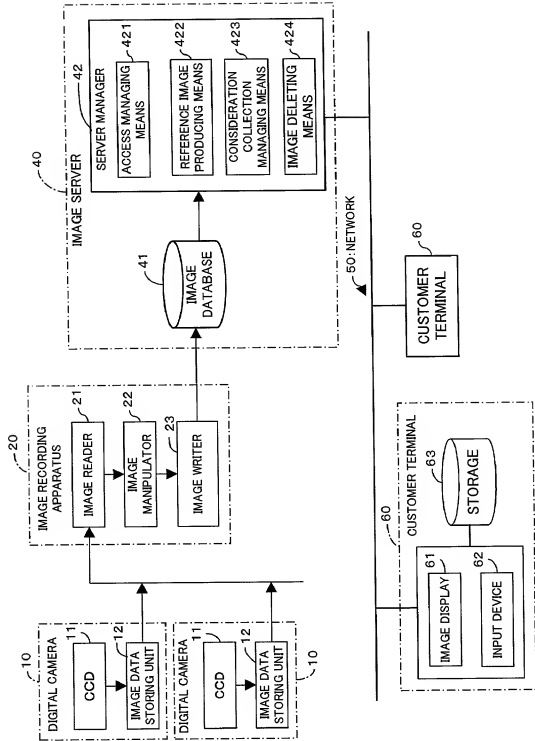 10
DIGITAL CAMERA
11
CCD
12
IMAGE DATA
STORING UNIT
DIGITAL CAMERA
11
CCD
12
IMAGE DATA
STORING UNIT
10
20
IMAGE RECORDING
APPARATUS
21
IMAGE READER
22
IMAGE
MANIPULATOR
23
IMAGE WRITER
40
IMAGE SERVER
41
IMAGE
DATABASE
42
SERVER MANAGER
421
ACCESS MANAGING
MEANS
422
REFERENCE IMAGE
PRODUCING MEANS
423
CONSIDERATION
COLLECTION
MANAGING MEANS
424
IMAGE DELETING
MEANS
50:NETWORK
60
CUSTOMER TERMINAL
61
IMAGE DISPLAY
62
INPUT DEVICE
63
STORAGE
60
CUSTOMER
TERMINAL